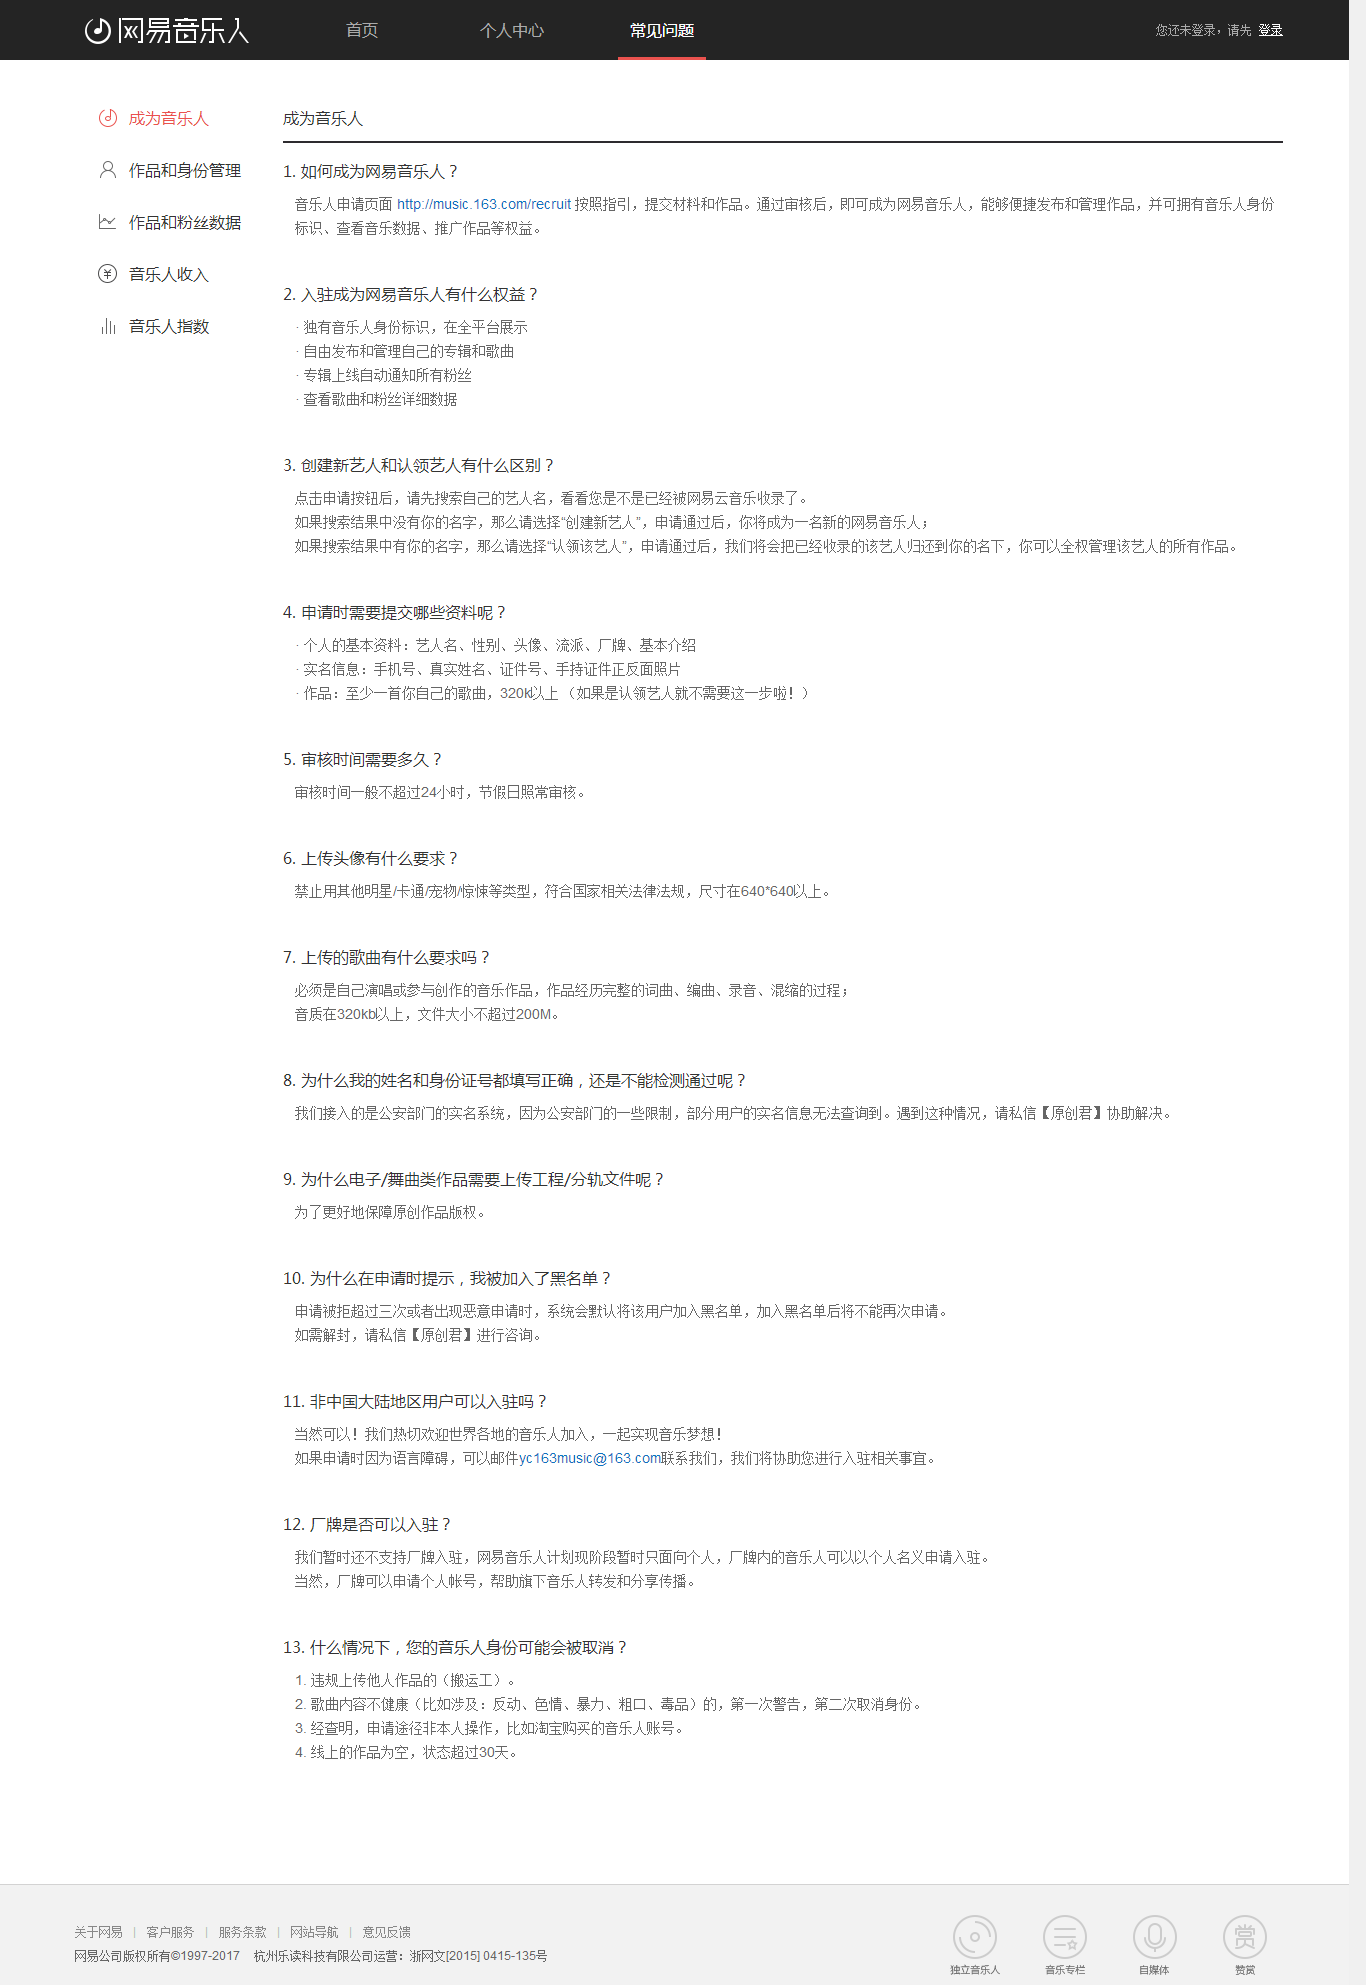 网易音乐人
首页
个人中心
常见问题
您还未登录，请先 登录
成为音乐人
作品和身份管理
作品和粉丝数据
音乐人收入
音乐人指数
成为音乐人
1. 如何成为网易音乐人？
音乐人申请页面 http://music.163.com/recruit 按照指引，提交材料和作品。通过审核后，即可成为网易音乐人，能够便捷发布和管理作品，并可拥有音乐人身份
标识、查看音乐数据、推广作品等权益。
2. 入驻成为网易音乐人有什么权益？
· 独有音乐人身份标识，在全平台展示
· 自由发布和管理自己的专辑和歌曲
· 专辑上线自动通知所有粉丝
· 查看歌曲和粉丝详细数据
3. 创建新艺人和认领艺人有什么区别？
点击申请按钮后，请先搜索自己的艺人名，看看您是不是已经被网易云音乐收录了。
如果搜索结果中没有你的名字，那么请选择“创建新艺人”，申请通过后，你将成为一名新的网易音乐人；
如果搜索结果中有你的名字，那么请选择“认领该艺人”，申请通过后，我们将会把已经收录的该艺人归还到你的名下，你可以全权管理该艺人的所有作品。
4. 申请时需要提交哪些资料呢？
· 个人的基本资料：艺人名、性别、头像、流派、厂牌、基本介绍
· 实名信息：手机号、真实姓名、证件号、手持证件正反面照片
· 作品：至少一首你自己的歌曲，320k以上 （如果是认领艺人就不需要这一步啦！）
5. 审核时间需要多久？
审核时间一般不超过24小时，节假日照常审核。
6. 上传头像有什么要求？
禁止用其他明星/卡通/宠物/惊悚等类型，符合国家相关法律法规，尺寸在640*640以上。
7. 上传的歌曲有什么要求吗？
必须是自己演唱或参与创作的音乐作品，作品经历完整的词曲、编曲、录音、混缩的过程；
音质在320kb以上，文件大小不超过200M。
8. 为什么我的姓名和身份证号都填写正确，还是不能检测通过呢？
我们接入的是公安部门的实名系统，因为公安部门的一些限制，部分用户的实名信息无法查询到。遇到这种情况，请私信【原创君】协助解决。
9. 为什么电子/舞曲类作品需要上传工程/分轨文件呢？
为了更好地保障原创作品版权。
10. 为什么在申请时提示，我被加入了黑名单？
申请被拒超过三次或者出现恶意申请时，系统会默认将该用户加入黑名单，加入黑名单后将不能再次申请。
如需解封，请私信【原创君】进行咨询。
11. 非中国大陆地区用户可以入驻吗？
当然可以！我们热切欢迎世界各地的音乐人加入，一起实现音乐梦想！
如果申请时因为语言障碍，可以邮件yc163music@163.com联系我们，我们将协助您进行入驻相关事宜。
12. 厂牌是否可以入驻？
我们暂时还不支持厂牌入驻，网易音乐人计划现阶段暂时只面向个人，厂牌内的音乐人可以以个人名义申请入驻。
当然，厂牌可以申请个人帐号，帮助旗下音乐人转发和分享传播。
13. 什么情况下，您的音乐人身份可能会被取消？
1. 违规上传他人作品的（搬运工）。
2. 歌曲内容不健康（比如涉及：反动、色情、暴力、粗口、毒品）的，第一次警告，第二次取消身份。
3. 经查明，申请途径非本人操作，比如淘宝购买的音乐人账号。
4. 线上的作品为空，状态超过30天。
关于网易 | 客户服务 | 服务条款 | 网站导航 | 意见反馈
网易公司版权所有©1997-2017 杭州乐读科技有限公司运营：浙网文[2015] 0415-135号
独立音乐人
音乐专栏
自媒体
赏
赞赏